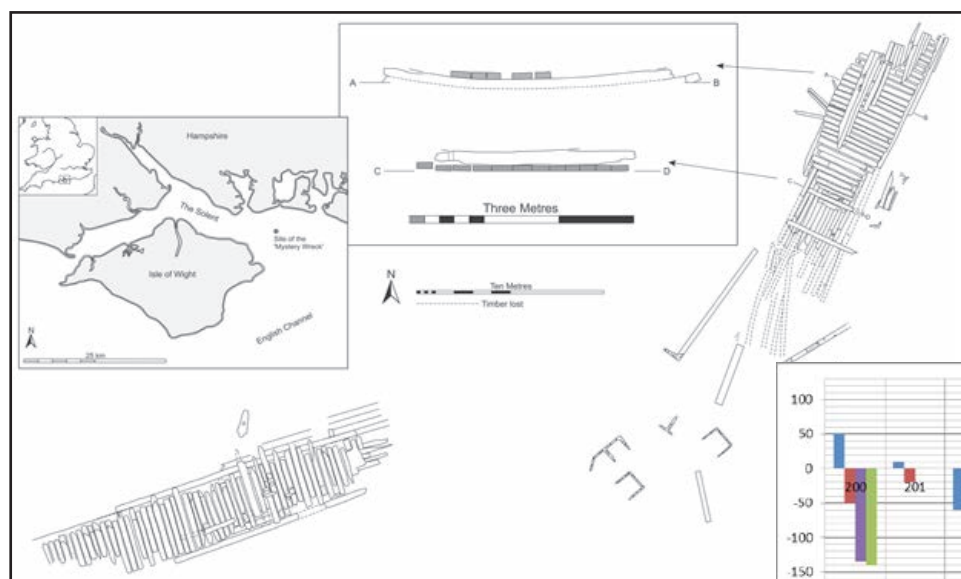 Hampshire
The Solent
Site of the
'Mystery Wreck'
Isle of Wight
English Channel
N
25 km
A
B
C
D
Three Metres
N
Ten Metres
Timber lost
A
B
C
D
100
50
0
200
201
-50
-100
-150